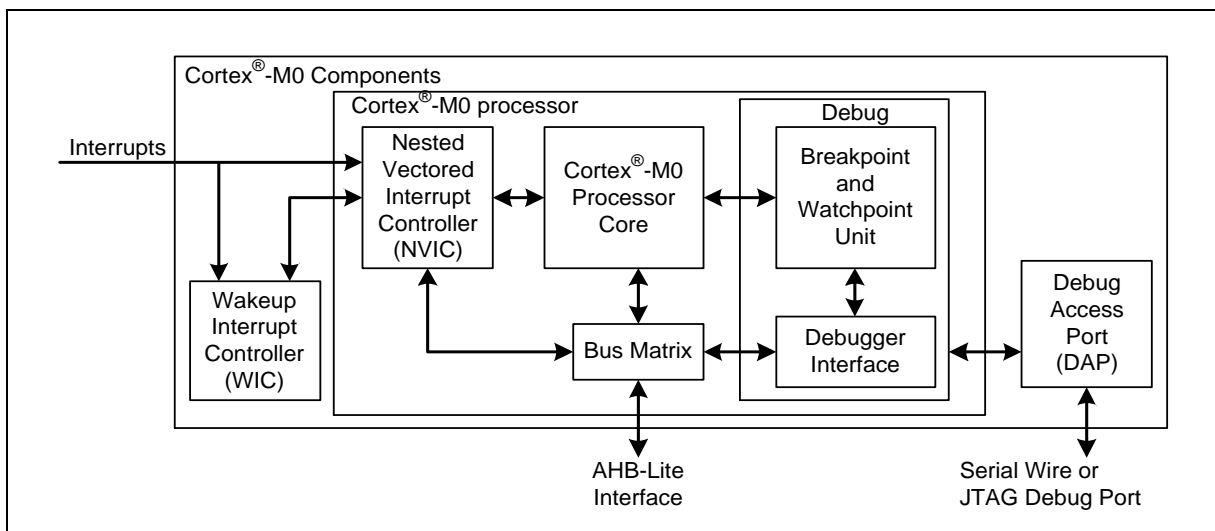 Cortex®-M0 Components
Cortex®-M0 processor
Debug
Interrupts
Nested
Vectored
Interrupt
Controller
(NVIC)
Cortex®-M0
Processor
Core
Breakpoint
and
Watchpoint
Unit
Wakeup
Interrupt
Controller
(WIC)
Bus Matrix
Debugger
Interface
Debug
Access
Port
(DAP)
AHB-Lite
Interface
Serial Wire or
JTAG Debug Port